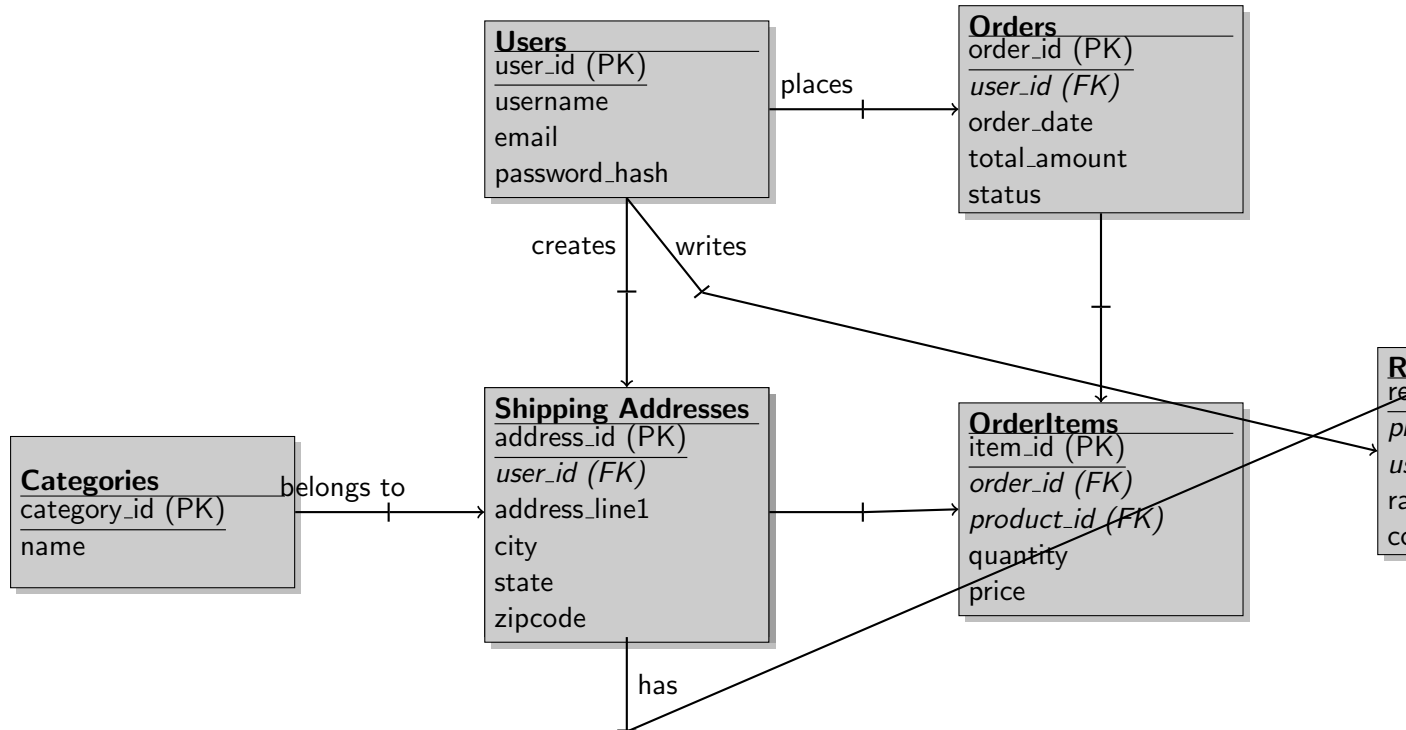 Users
user_id (PK)
username
email
password_hash
places
Orders
order_id (PK)
user_id (FK)
order_date
total_amount
status
creates
writes
Categories
category_id (PK)
name
belongs to
Shipping Addresses
address_id (PK)
user_id (FK)
address_line1
city
state
zipcode
OrderItems
item_id (PK)
order_id (FK)
product_id (FK)
quantity
price
has